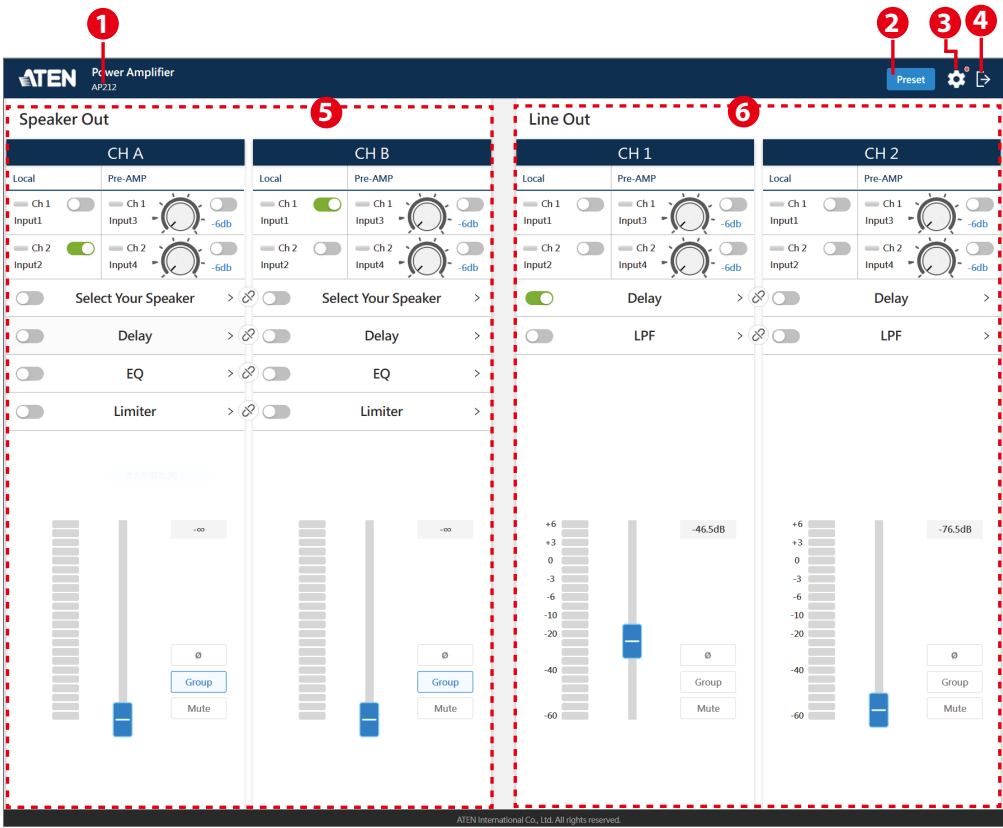 1
2
3
4
ATEN
Power Amplifier
AP212
Preset
5
6
Speaker Out
Line Out
CH A
CH B
CH 1
CH 2
Local
Pre-AMP
Local
Pre-AMP
Local
Pre-AMP
Local
Pre-AMP
Ch 1
Ch 1
Ch 1
Ch 1
Ch 1
Ch 1
Ch 1
Ch 1
Input1
Input3
-6db
Input1
Input3
-6db
Input1
Input3
-6db
Input1
Input3
-6db
Ch 2
Ch 2
Ch 2
Ch 2
Ch 2
Ch 2
Ch 2
Ch 2
Input2
Input4
-6db
Input2
Input4
-6db
Input2
Input4
-6db
Input2
Input4
-6db
Select Your Speaker >
Select Your Speaker >
Delay >
Delay >
Delay >
Delay >
LPF >
LPF >
EQ >
EQ >
Limiter >
Limiter >
-∞
-∞
+6
-46.5dB
+6
-76.5dB
+3
+3
0
0
-3
-3
-6
-6
-10
-10
-20
-20
ø
ø
ø
ø
-40
-40
Group
Group
Group
Group
Mute
Mute
Mute
Mute
-60
-60
ATEN International Co., Ltd. All rights reserved.